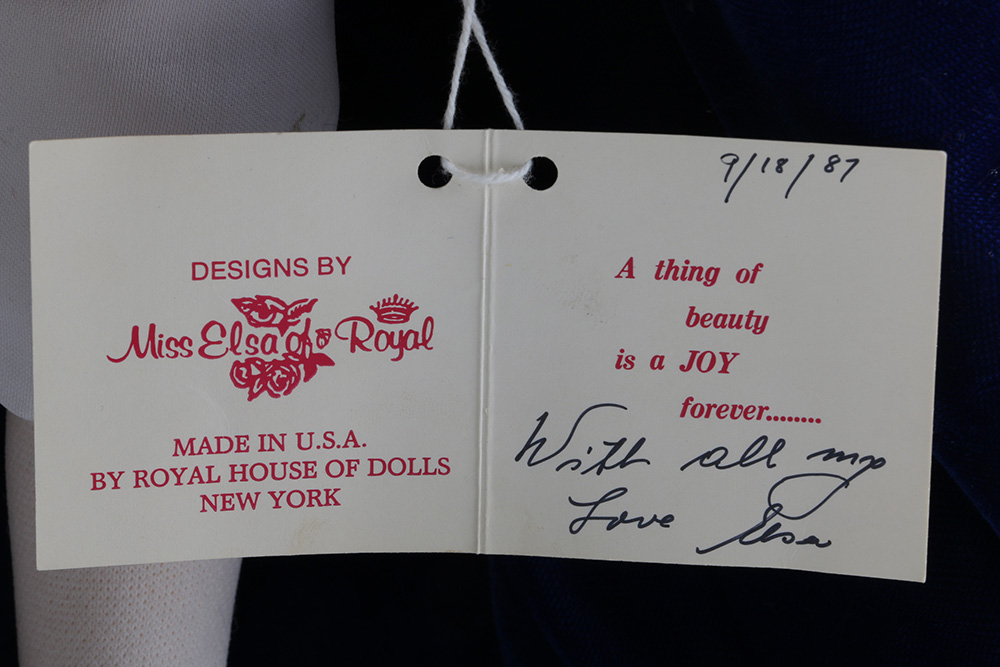 DESIGNS BY
Miss Elsa of Royal
MADE IN U.S.A.
BY ROYAL HOUSE OF DOLLS
NEW YORK
9/18/87
A thing of
beauty
is a JOY
forever........
With all my
Love Elsa